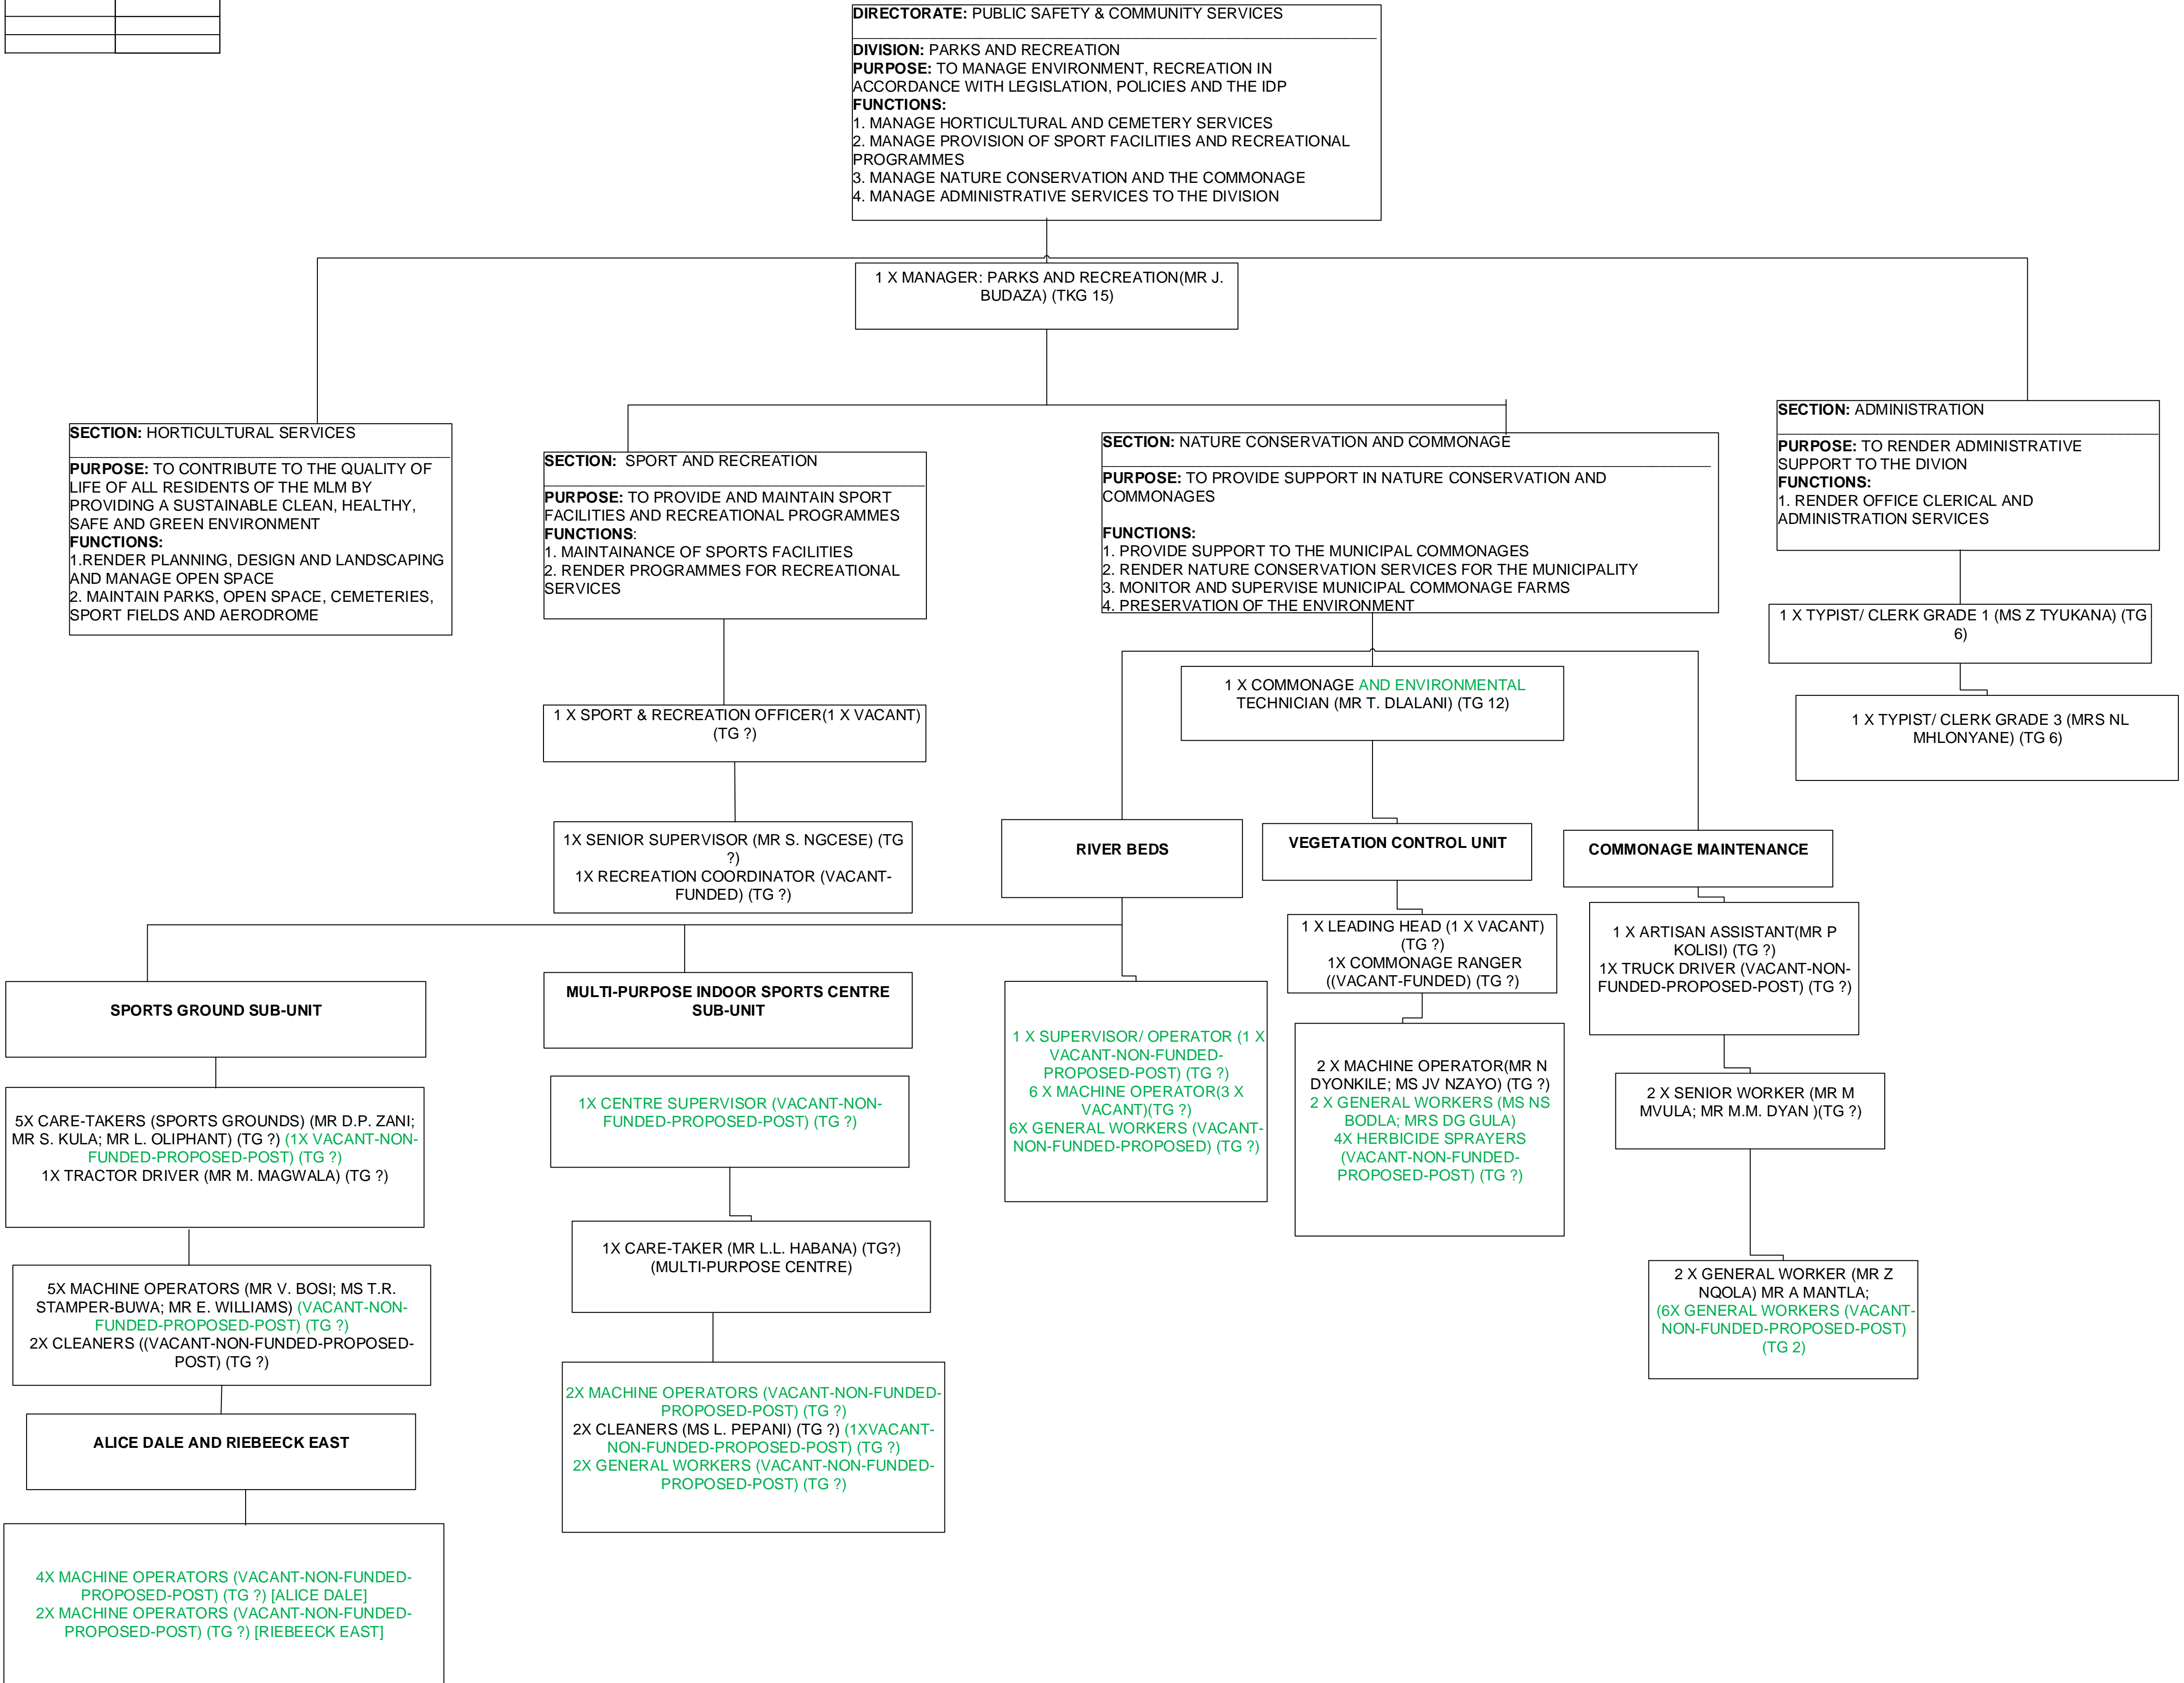 DIRECTORATE: PUBLIC SAFETY & COMMUNITY SERVICES
DIVISION: PARKS AND RECREATION
PURPOSE: TO MANAGE ENVIRONMENT, RECREATION IN
ACCORDANCE WITH LEGISLATION, POLICIES AND THE IDP
FUNCTIONS:
1. MANAGE HORTICULTURAL AND CEMETERY SERVICES
2. MANAGE PROVISION OF SPORT FACILITIES AND RECREATIONAL
PROGRAMMES
3. MANAGE NATURE CONSERVATION AND THE COMMONAGE
4. MANAGE ADMINISTRATIVE SERVICES TO THE DIVISION
1 X MANAGER: PARKS AND RECREATION(MR J.
BUDAZA) (TKG 15)
SECTION: HORTICULTURAL SERVICES
PURPOSE: TO CONTRIBUTE TO THE QUALITY OF
LIFE OF ALL RESIDENTS OF THE MLM BY
PROVIDING A SUSTAINABLE CLEAN, HEALTHY,
SAFE AND GREEN ENVIRONMENT
FUNCTIONS:
1.RENDER PLANNING, DESIGN AND LANDSCAPING
AND MANAGE OPEN SPACE
2. MAINTAIN PARKS, OPEN SPACE, CEMETERIES,
SPORT FIELDS AND AERODROME
SECTION: SPORT AND RECREATION
PURPOSE: TO PROVIDE AND MAINTAIN SPORT
FACILITIES AND RECREATIONAL PROGRAMMES
FUNCTIONS:
1. MAINTAINANCE OF SPORTS FACILITIES
2. RENDER PROGRAMMES FOR RECREATIONAL
SERVICES
SECTION: NATURE CONSERVATION AND COMMONAGE
PURPOSE: TO PROVIDE SUPPORT IN NATURE CONSERVATION AND
COMMONAGES
FUNCTIONS:
1. PROVIDE SUPPORT TO THE MUNICIPAL COMMONAGES
2. RENDER NATURE CONSERVATION SERVICES FOR THE MUNICIPALITY
3. MONITOR AND SUPERVISE MUNICIPAL COMMONAGE FARMS
4. PRESERVATION OF THE ENVIRONMENT
SECTION: ADMINISTRATION
PURPOSE: TO RENDER ADMINISTRATIVE
SUPPORT TO THE DIVION
FUNCTIONS:
1. RENDER OFFICE CLERICAL AND
ADMINISTRATION SERVICES
1 X TYPIST/ CLERK GRADE 1 (MS Z TYUKANA) (TG
6)
1 X TYPIST/ CLERK GRADE 3 (MRS NL
MHLONYANE) (TG 6)
1 X SPORT & RECREATION OFFICER(1 X VACANT)
(TG ?)
1X SENIOR SUPERVISOR (MR S. NGCESE) (TG
?)
1X RECREATION COORDINATOR (VACANT-
FUNDED) (TG ?)
1 X COMMONAGE AND ENVIRONMENTAL
TECHNICIAN (MR T. DLALANI) (TG 12)
RIVER BEDS
VEGETATION CONTROL UNIT
COMMONAGE MAINTENANCE
1 X LEADING HEAD (1 X VACANT)
(TG ?)
1X COMMONAGE RANGER
((VACANT-FUNDED) (TG ?)
1 X ARTISAN ASSISTANT(MR P
KOLISI) (TG ?)
1X TRUCK DRIVER (VACANT-NON-
FUNDED-PROPOSED-POST) (TG ?)
SPORTS GROUND SUB-UNIT
MULTI-PURPOSE INDOOR SPORTS CENTRE
SUB-UNIT
1 X SUPERVISOR/ OPERATOR (1 X
VACANT-NON-FUNDED-
PROPOSED-POST) (TG ?)
6 X MACHINE OPERATOR(3 X
VACANT)(TG ?)
6X GENERAL WORKERS (VACANT-
NON-FUNDED-PROPOSED) (TG ?)
2 X MACHINE OPERATOR(MR N
DYONKILE; MS JV NZAYO) (TG ?)
2 X GENERAL WORKERS (MS NS
BODLA; MRS DG GULA)
4X HERBICIDE SPRAYERS
(VACANT-NON-FUNDED-
PROPOSED-POST) (TG ?)
2 X SENIOR WORKER (MR M
MVULA; MR M.M. DYAN )(TG ?)
5X CARE-TAKERS (SPORTS GROUNDS) (MR D.P. ZANI;
MR S. KULA; MR L. OLIPHANT) (TG ?) (1X VACANT-NON-
FUNDED-PROPOSED-POST) (TG ?)
1X TRACTOR DRIVER (MR M. MAGWALA) (TG ?)
1X CENTRE SUPERVISOR (VACANT-NON-
FUNDED-PROPOSED-POST) (TG ?)
1X CARE-TAKER (MR L.L. HABANA) (TG?)
(MULTI-PURPOSE CENTRE)
2 X GENERAL WORKER (MR Z
NQOLA) MR A MANTLA;
(6X GENERAL WORKERS (VACANT-
NON-FUNDED-PROPOSED-POST)
(TG 2)
5X MACHINE OPERATORS (MR V. BOSI; MS T.R.
STAMPER-BUWA; MR E. WILLIAMS) (VACANT-NON-
FUNDED-PROPOSED-POST) (TG ?)
2X CLEANERS ((VACANT-NON-FUNDED-PROPOSED-
POST) (TG ?)
2X MACHINE OPERATORS (VACANT-NON-FUNDED-
PROPOSED-POST) (TG ?)
2X CLEANERS (MS L. PEPANI) (TG ?) (1XVACANT-
NON-FUNDED-PROPOSED-POST) (TG ?)
2X GENERAL WORKERS (VACANT-NON-FUNDED-
PROPOSED-POST) (TG ?)
ALICE DALE AND RIEBEECK EAST
4X MACHINE OPERATORS (VACANT-NON-FUNDED-
PROPOSED-POST) (TG ?) [ALICE DALE]
2X MACHINE OPERATORS (VACANT-NON-FUNDED-
PROPOSED-POST) (TG ?) [RIEBEECK EAST]